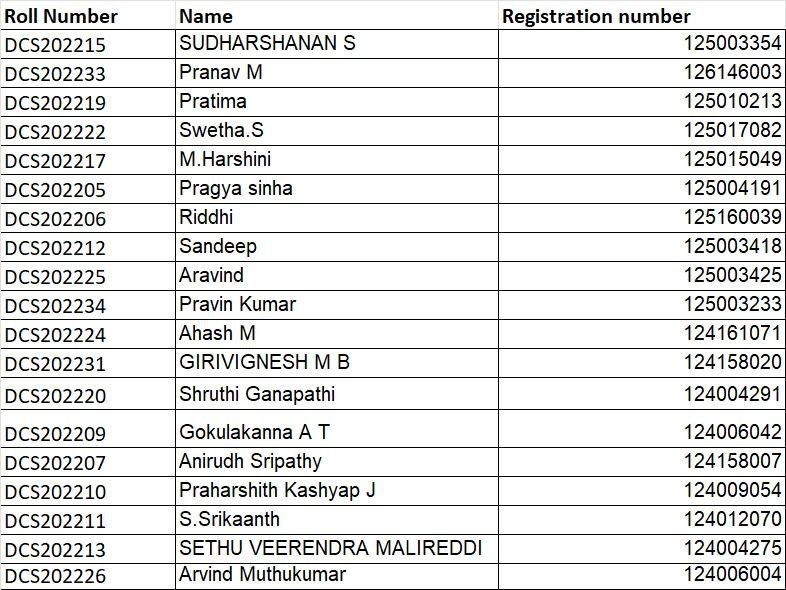 Roll Number Name Registration number
DCS202215 SUDHARSHANAN S 125003354
DCS202233 Pranav M 126146003
DCS202219 Pratima 125010213
DCS202222 Swetha.S 125017082
DCS202217 M.Harshini 125015049
DCS202205 Pragya sinha 125004191
DCS202206 Riddhi 125160039
DCS202212 Sandeep 125003418
DCS202225 Aravind 125003425
DCS202234 Pravin Kumar 125003233
DCS202224 Ahash M 124161071
DCS202231 GIRIVIGNESH M B 124158020
DCS202220 Shruthi Ganapathi 124004291
DCS202209 Gokulakanna A T 124006042
DCS202207 Anirudh Sripathy 124158007
DCS202210 Praharshith Kashyap J 124009054
DCS202211 S.Srikaanth 124012070
DCS202213 SETHU VEERENDRA MALIREDDI 124004275
DCS202226 Arvind Muthukumar 124006004